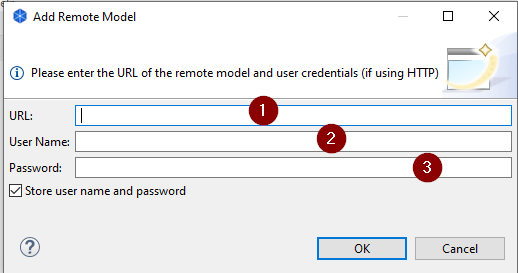 Add Remote Model
Please enter the URL of the remote model and user credentials (if using HTTP)
URL:
1
User Name:
2
Password:
3
Store user name and password
?
OK
Cancel